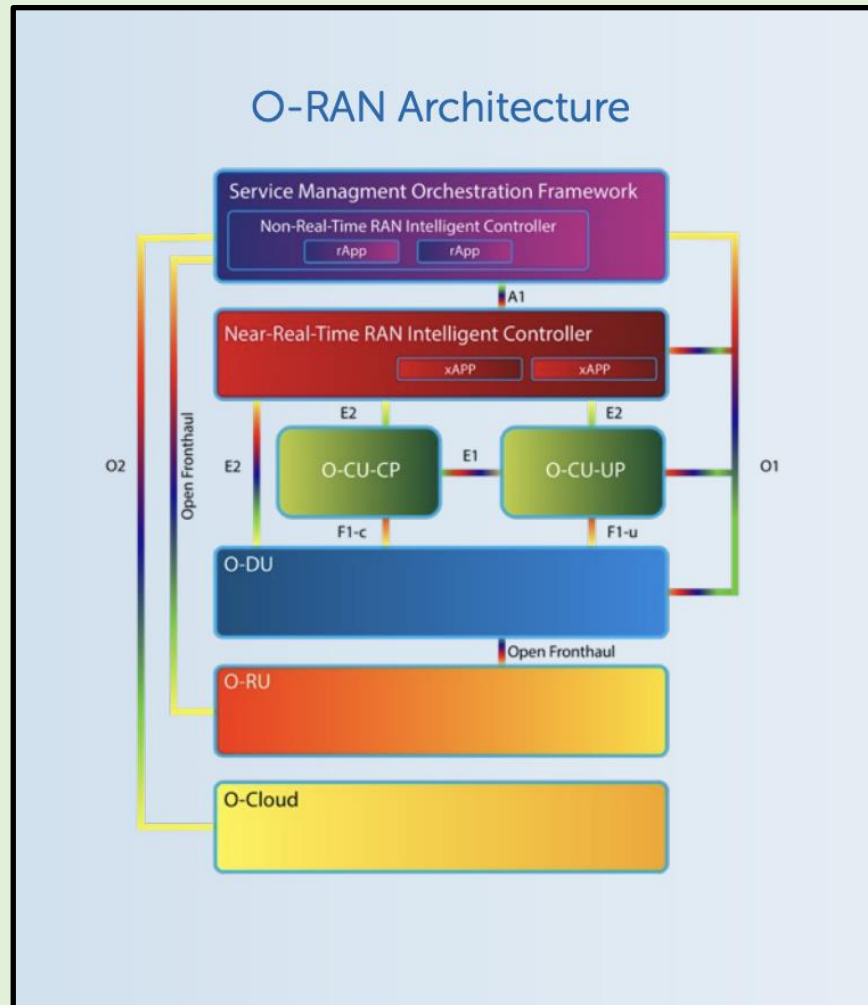 O-RAN Architecture
Service Managment Orchestration Framework
Non-Real-Time RAN Intelligent Controller
rApp rApp
A1
Near-Real-Time RAN Intelligent Controller
xAPP xAPP
E2 E2
Open Fronthaul
O2
E2
O-CU-CP
E1
O-CU-UP
O1
F1-c F1-u
O-DU
Open Fronthaul
O-RU
O-Cloud